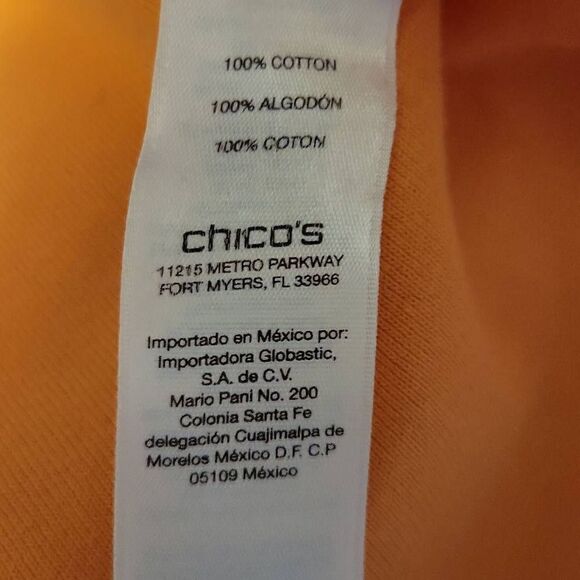 100% COTTON
100% ALGODÓN
100% COTON
chico's
11215 METRO PARKWAY
FORT MYERS, FL 33966
Importado en México por:
Importadora Globastic,
S.A. de C.V.
Mario Pani No. 200
Colonia Santa Fe
delegación Cuajimalpa de
Morelos México D.F. C.P
05109 México